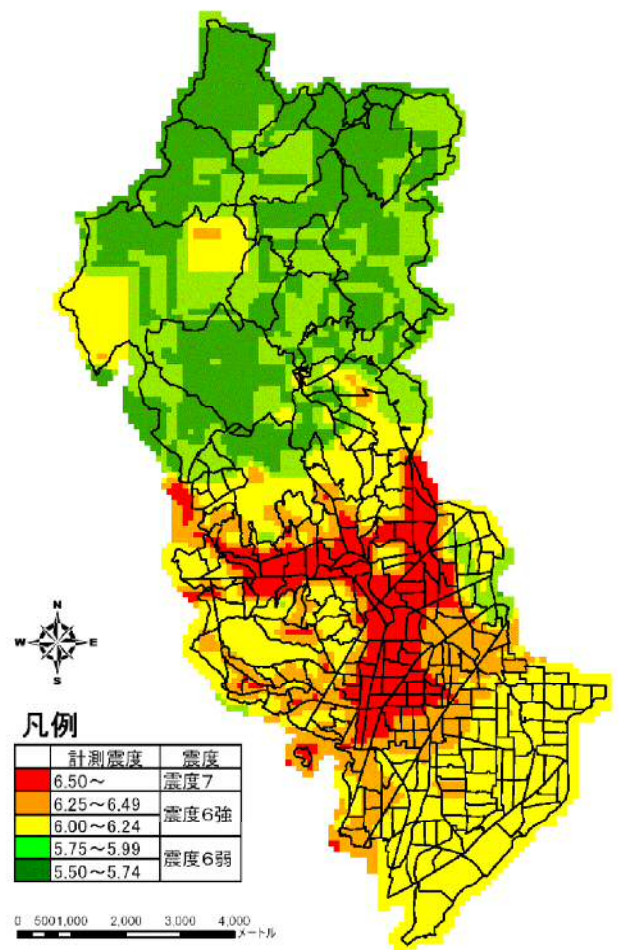 N
W E
S
凡例
計測震度 震度
6.50～ 震度7
6.25～6.49 震度6強
6.00～6.24
5.75～5.99 震度6弱
5.50～5.74
0 500 1,000 2,000 3,000 4,000
メートル